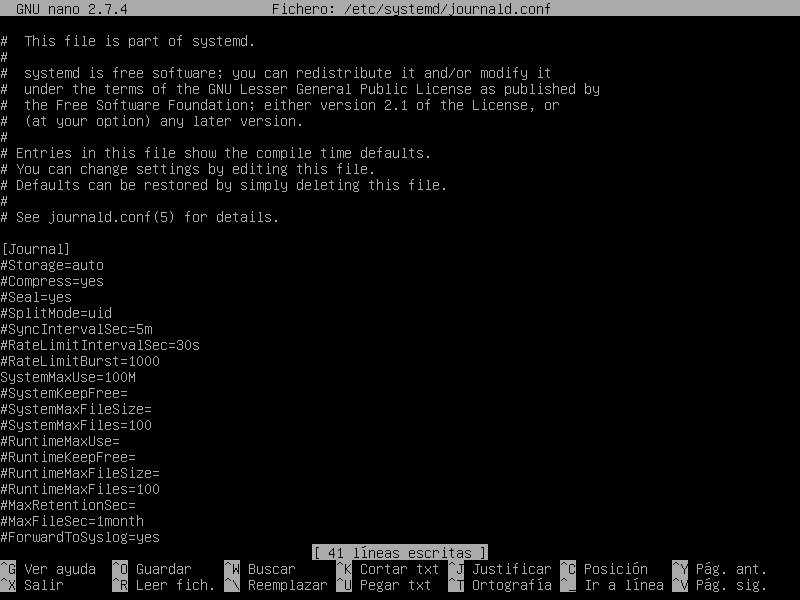 GNU nano 2.7.4 Fichero: /etc/systemd/journald.conf
#  This file is part of systemd.
#
#  systemd is free software; you can redistribute it and/or modify it
#  under the terms of the GNU Lesser General Public License as published by
#  the Free Software Foundation; either version 2.1 of the License, or
#  (at your option) any later version.
#
# Entries in this file show the compile time defaults.
# You can change settings by editing this file.
# Defaults can be restored by simply deleting this file.
#
# See journald.conf(5) for details.
[Journal]
#Storage=auto
#Compress=yes
#Seal=yes
#SplitMode=uid
#SyncIntervalSec=5m
#RateLimitIntervalSec=30s
#RateLimitBurst=1000
SystemMaxUse=100M
#SystemKeepFree=
#SystemMaxFileSize=
#SystemMaxFiles=100
#RuntimeMaxUse=
#RuntimeKeepFree=
#RuntimeMaxFileSize=
#RuntimeMaxFiles=100
#MaxRetentionSec=
#MaxFileSec=1month
#ForwardToSyslog=yes
[ 41 líneas escritas ]
^G Ver ayuda ^O Guardar ^W Buscar ^K Cortar txt ^J Justificar ^C Posición ^Y Pág. ant.
^X Salir ^R Leer fich. ^\ Reemplazar ^U Pegar txt ^T Ortografía ^_ Ir a línea ^V Pág. sig.